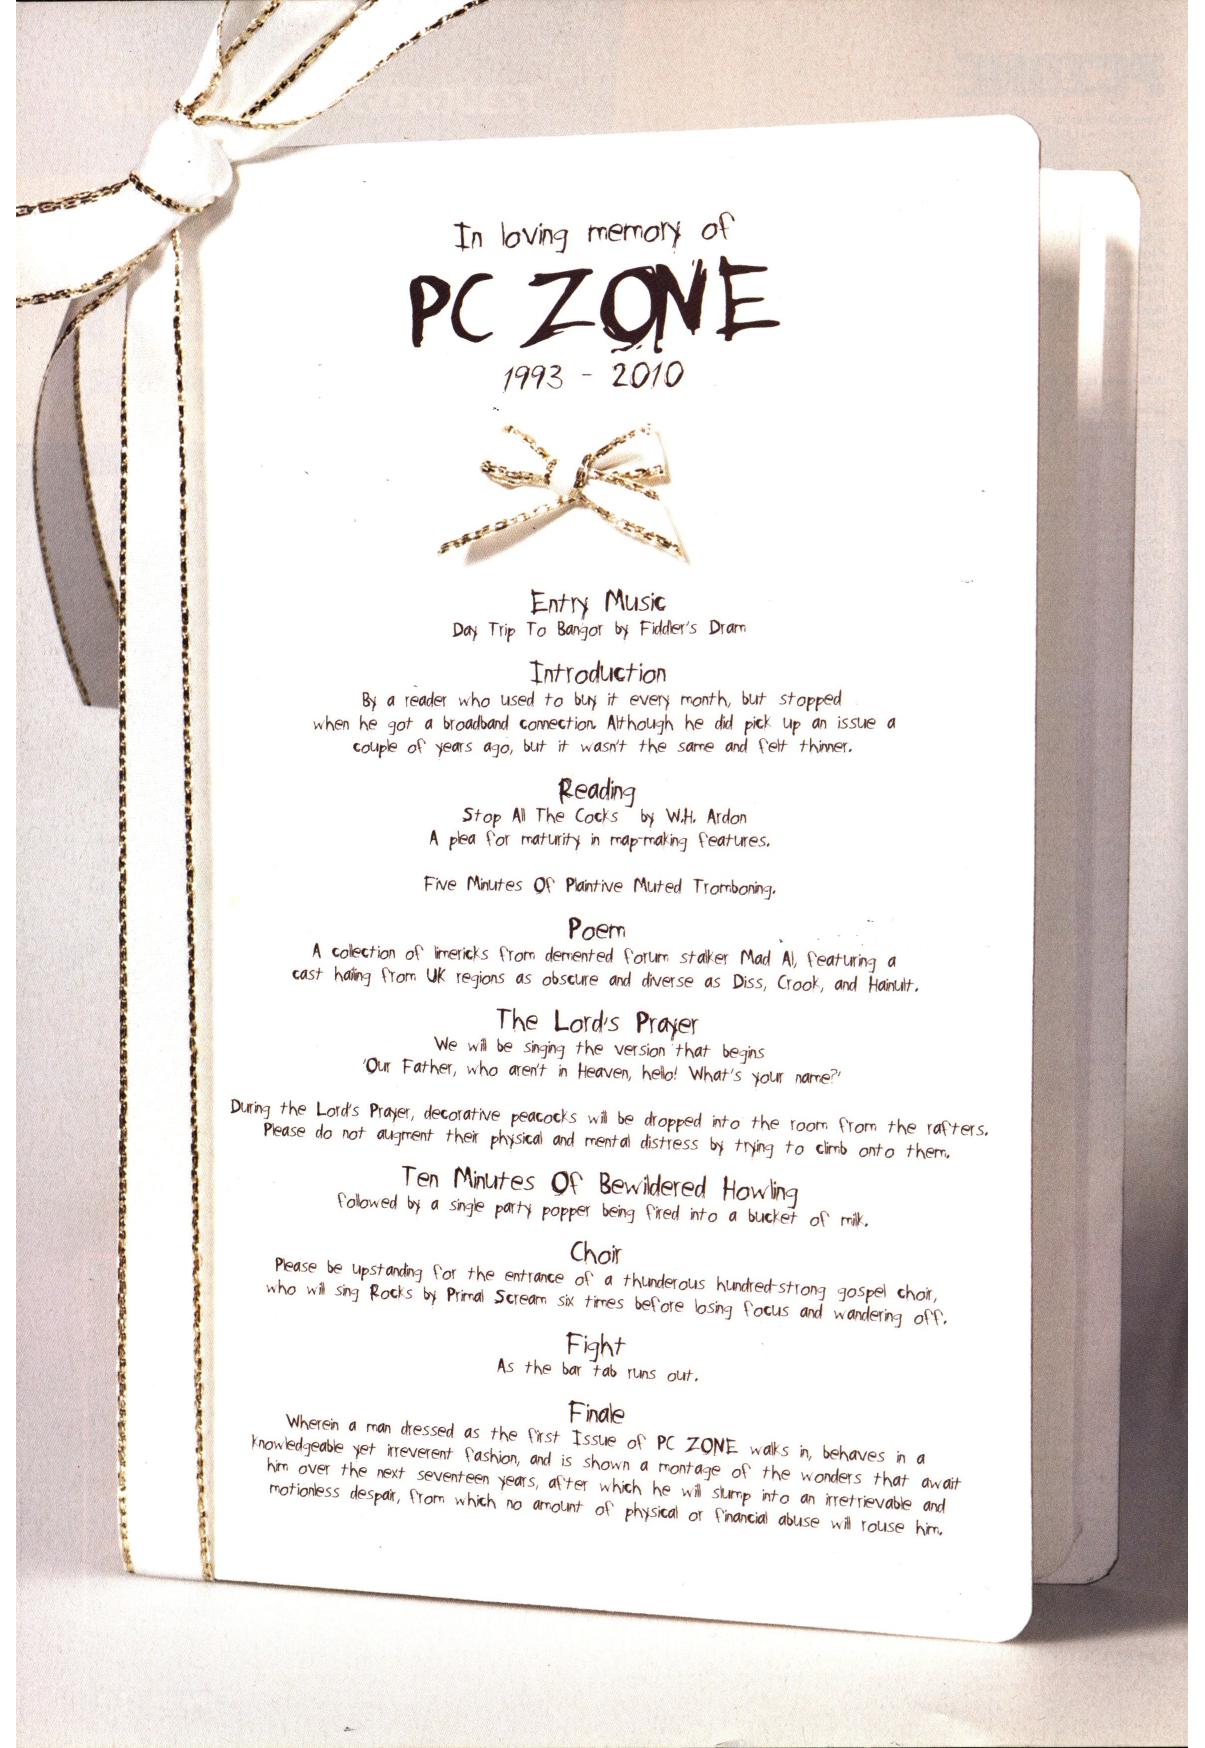 In loving memory of
PC ZONE
1993 - 2010
Entry Music
Day Trip To Bangor by Fiddler's Dram
Introduction
By a reader who used to buy it every month, but stopped
when he got a broadband connection. Although he did pick up an issue a
couple of years ago, but it wasn't the same and felt thinner.
Reading
Stop All The Cocks by W.H. Ardon
A plea for maturity in map-making features.
Five Minutes Of Plaintive Muted Tromboning.
Poem
A collection of limericks from demented forum stalker Mad Al, featuring a
cast hailing from UK regions as obscure and diverse as Diss, Crook, and Hainult.
The Lord's Prayer
We will be singing the version that begins
'Our Father, who aren't in Heaven, hello! What's your name?'
During the Lord's Prayer, decorative peacocks will be dropped into the room from the rafters.
Please do not augment their physical and mental distress by trying to climb onto them.
Ten Minutes Of Bewildered Howling
followed by a single party popper being fired into a bucket of milk.
Choir
Please be upstanding for the entrance of a thunderous hundred-strong gospel choir,
who will sing Rocks by Primal Scream six times before losing focus and wandering off.
Fight
As the bar tab runs out.
Finale
Wherein a man dressed as the first Issue of PC ZONE walks in, behaves in a
knowledgeable yet irreverent fashion, and is shown a montage of the wonders that await
him over the next seventeen years, after which he will slump into an irretrievable and
motionless despair, from which no amount of physical or financial abuse will rouse him.